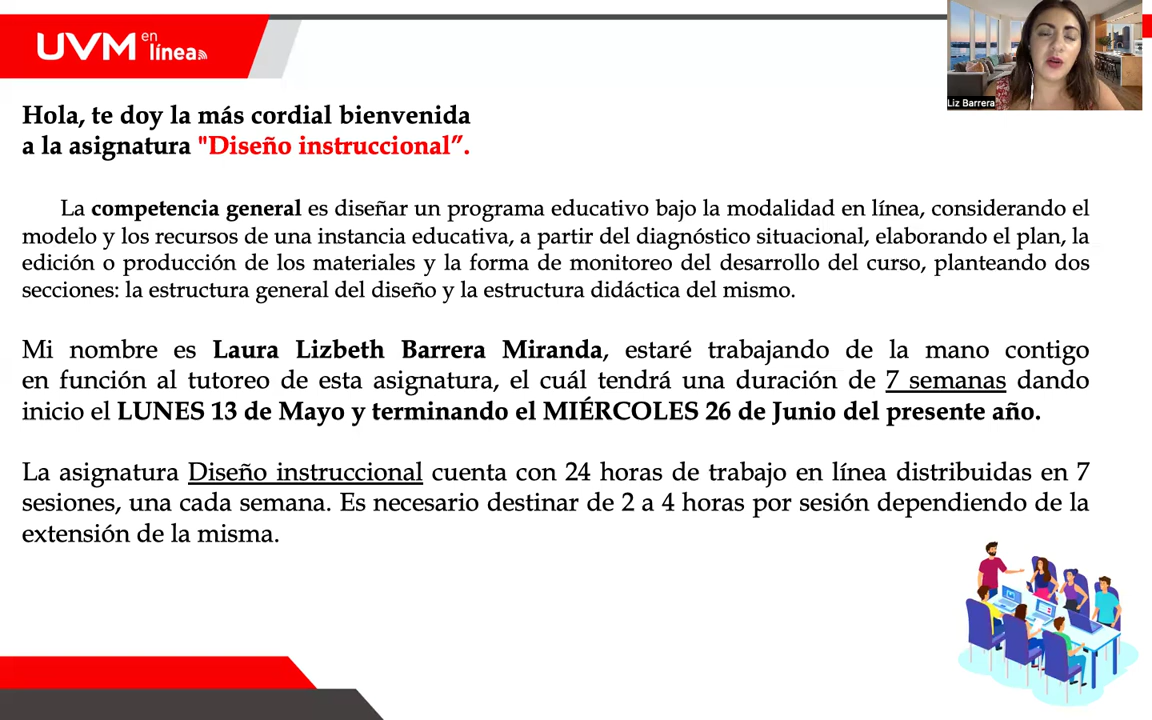 UVM en línea
Liz Barrera
Hola, te doy la más cordial bienvenida
a la asignatura "Diseño instruccional”.
La competencia general es diseñar un programa educativo bajo la modalidad en línea, considerando el
modelo y los recursos de una instancia educativa, a partir del diagnóstico situacional, elaborando el plan, la
edición o producción de los materiales y la forma de monitoreo del desarrollo del curso, planteando dos
secciones: la estructura general del diseño y la estructura didáctica del mismo.
Mi nombre es Laura Lizbeth Barrera Miranda, estaré trabajando de la mano contigo
en función al tutoreo de esta asignatura, el cuál tendrá una duración de 7 semanas dando
inicio el LUNES 13 de Mayo y terminando el MIÉRCOLES 26 de Junio del presente año.
La asignatura Diseño instruccional cuenta con 24 horas de trabajo en línea distribuidas en 7
sesiones, una cada semana. Es necesario destinar de 2 a 4 horas por sesión dependiendo de la
extensión de la misma.